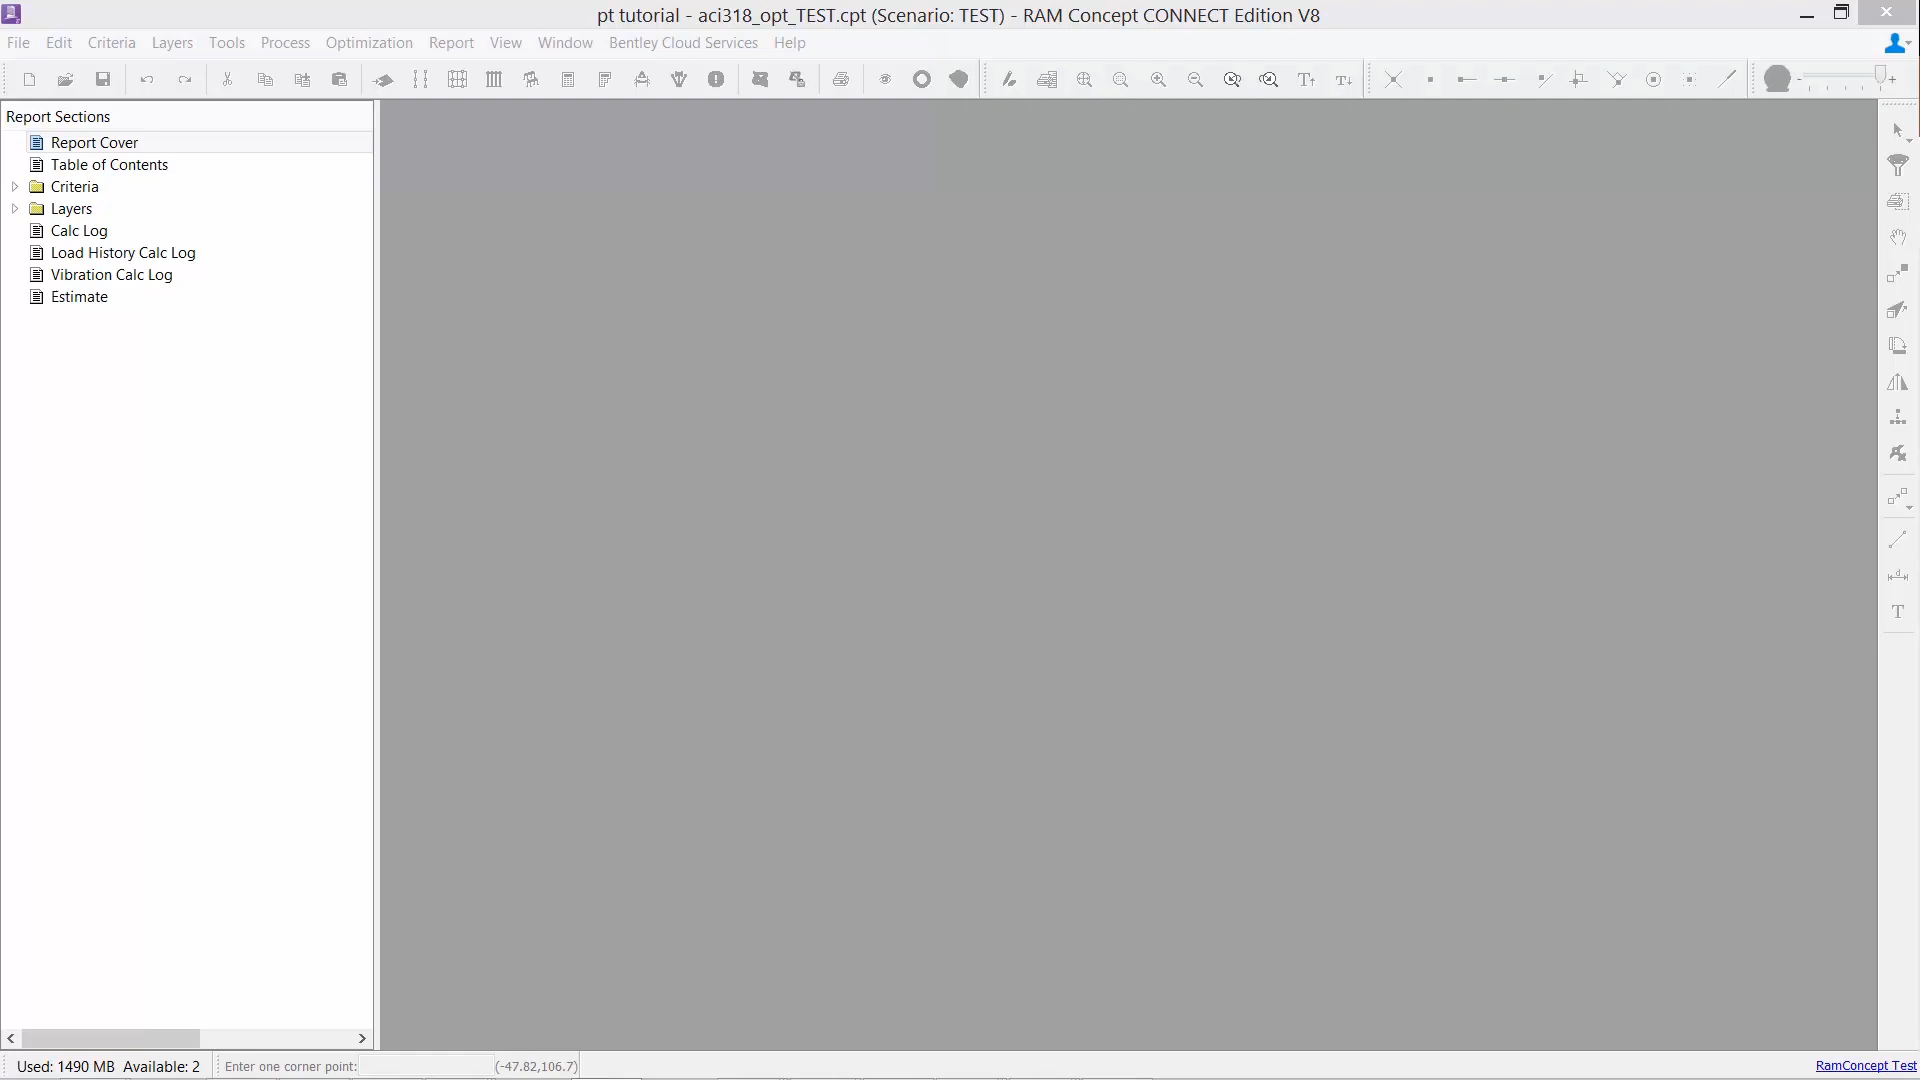 pt tutorial - aci318_opt_TEST.cpt (Scenario: TEST) - RAM Concept CONNECT Edition V8
File Edit Criteria Layers Tools Process Optimization Report View Window Bentley Cloud Services Help
Report Sections
Report Cover
Table of Contents
Criteria
Layers
Calc Log
Load History Calc Log
Vibration Calc Log
Estimate
Used: 1490 MB Available: 2
Enter one corner point:
(-47.82,106.7)
RamConcept Test